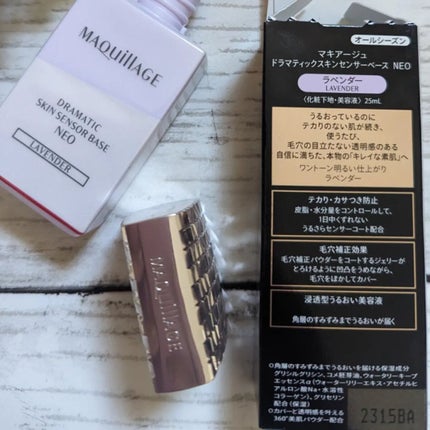 MAQuillAGE
DRAMATIC
SKIN SENSOR BASE
NEO
LAVENDER
MAQuillAGE
オールシーズン
マキアージュ
ドラマティックスキンセンサーベース NEO
ラベンダー
LAVENDER
〈化粧下地・美容液〉25mL
うるおっているのに
テカリのない肌が続き、
使うたび、
毛穴の目立たない透明感のある
自信に満ちた、本物の「キレイな素肌」へ
ワントーン明るい仕上がり
ラベンダー
テカリ・カサつき防止
皮脂・水分量をコントロールして、
1日中くずれない
うるさらセンサーコート配合
毛穴補正効果
毛穴補正パウダーをコートするジェリーが
とろけるように凹凸をうめながら、
毛穴をぼかしてカバー
浸透型うるおい美容液
角層のすみずみまでうるおいが届く
○角層のすみずみまでうるおいを届ける保湿成分
グリシルグリシン、コメ胚芽油、ウォータリーキープ
エッセンスα(ウォーターリリーエキス・アセチルヒ
アルロン酸Na・水溶性
コラーゲン)、グリセリン
配合(保湿)
○カバーと透明感を叶える
360°美肌パウダー配合
2315BA